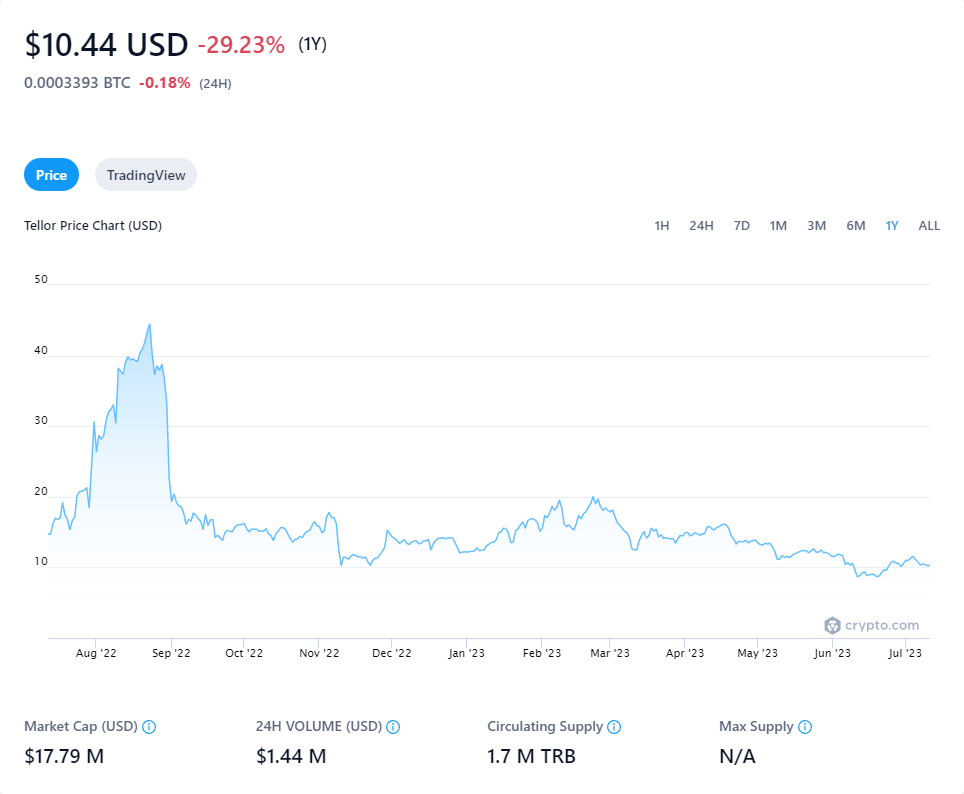 $10.44 USD -29.23% (1Y)
0.0003393 BTC -0.18% (24H)
Price TradingView
Tellor Price Chart (USD) 1H 24H 7D 1M 3M 6M 1Y ALL
50
40
30
20
10
crypto.com
Aug '22 Sep '22 Oct '22 Nov '22 Dec '22 Jan '23 Feb '23 Mar '23 Apr '23 May '23 Jun '23 Jul '23
Market Cap (USD) 24H VOLUME (USD) Circulating Supply Max Supply
$17.79 M $1.44 M 1.7 M TRB N/A